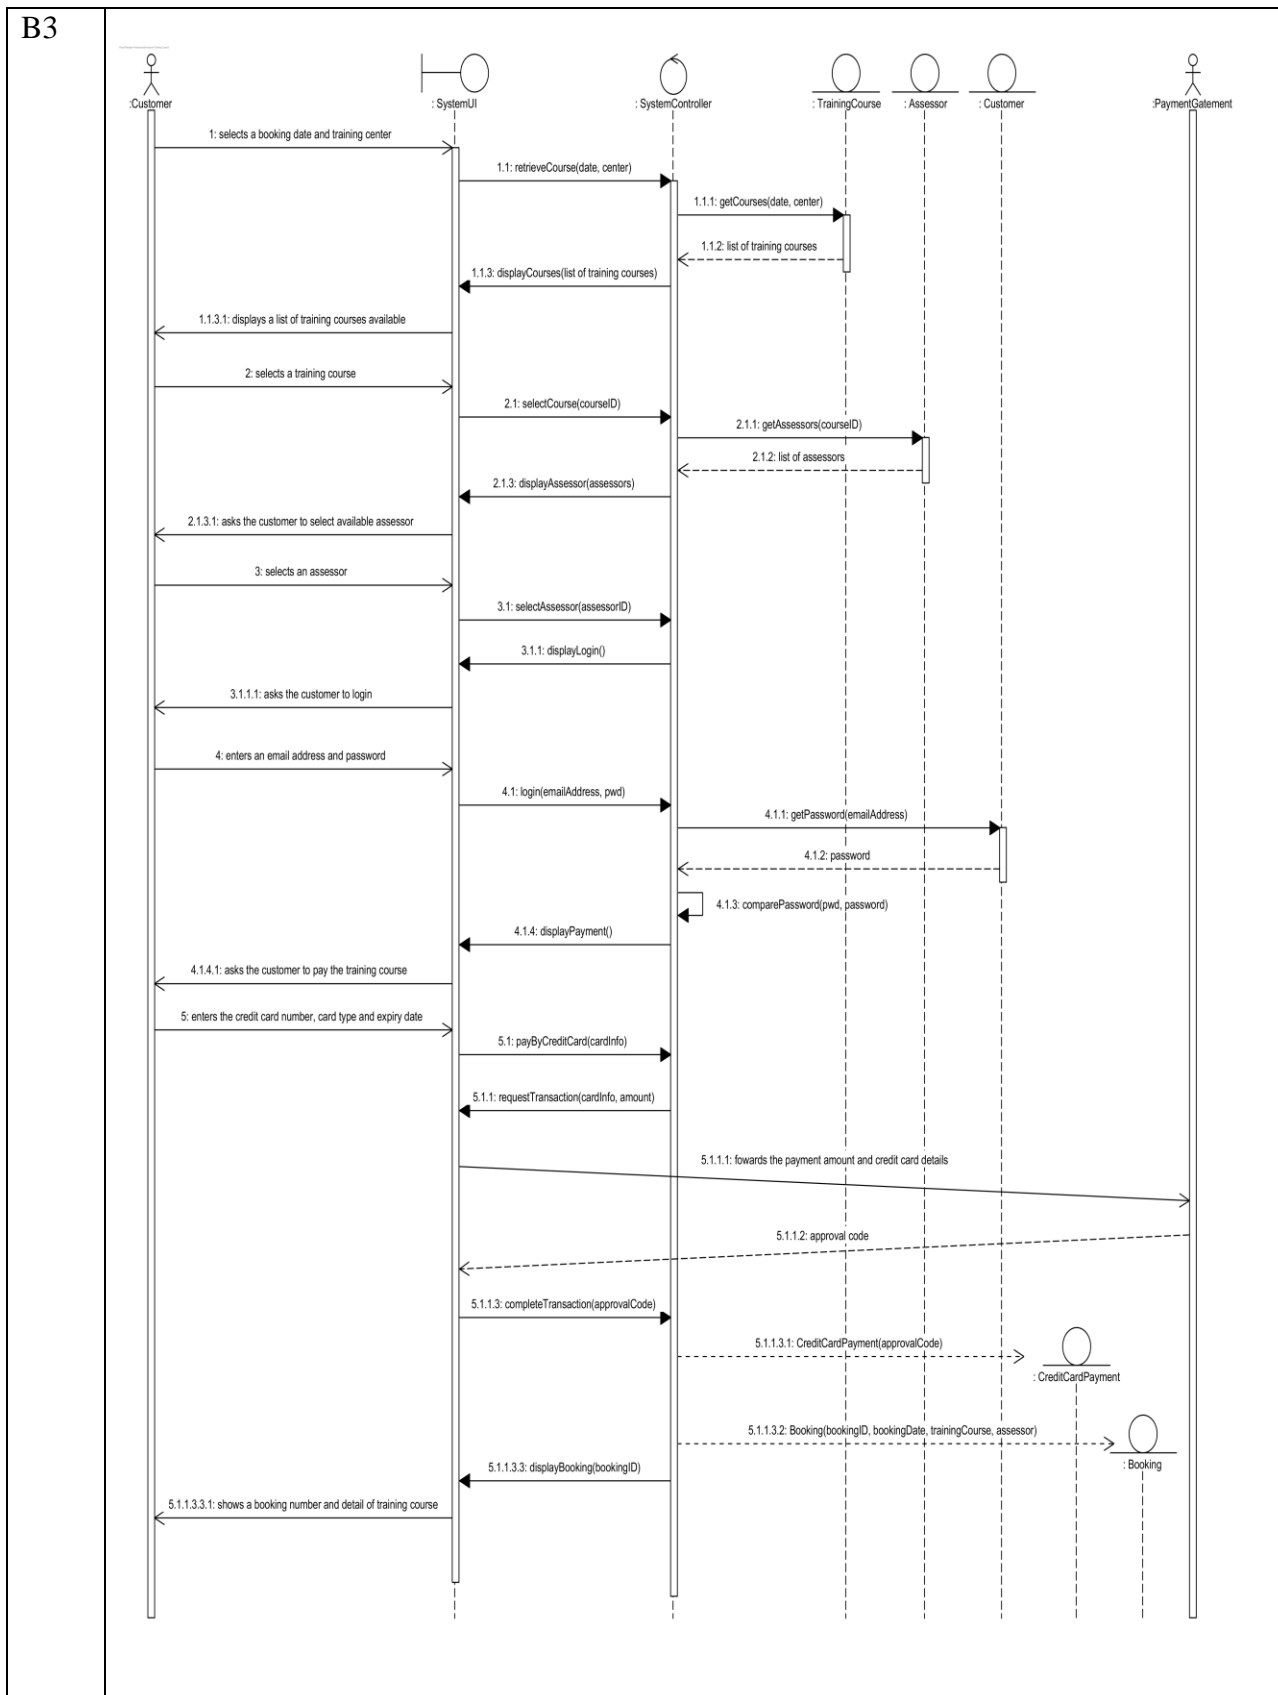 B3
:Customer
: SystemUI
: SystemController
: TrainingCourse
: Assessor
: Customer
:PaymentGatement
1: selects a booking date and training center
1.1: retrieveCourse(date, center)
1.1.1: getCourses(date, center)
1.1.2: list of training courses
1.1.3: displayCourses(list of training courses)
1.1.3.1: displays a list of training courses available
2: selects a training course
2.1: selectCourse(courseID)
2.1.1: getAssessors(courseID)
2.1.2: list of assessors
2.1.3: displayAssessor(assessors)
2.1.3.1: asks the customer to select available assessor
3: selects an assessor
3.1: selectAssessor(assessorID)
3.1.1: displayLogin()
3.1.1.1: asks the customer to login
4: enters an email address and password
4.1: login(emailAddress, pwd)
4.1.1: getPassword(emailAddress)
4.1.2: password
4.1.3: comparePassword(pwd, password)
4.1.4: displayPayment()
4.1.4.1: asks the customer to pay the training course
5: enters the credit card number, card type and expiry date
5.1: payByCreditCard(cardInfo)
5.1.1: requestTransaction(cardInfo, amount)
5.1.1.1: fowards the payment amount and credit card details
5.1.1.2: approval code
5.1.1.3: completeTransaction(approvalCode)
5.1.1.3.1: CreditCardPayment(approvalCode)
: CreditCardPayment
5.1.1.3.2: Booking(bookingID, bookingDate, trainingCourse, assessor)
: Booking
5.1.1.3.3: displayBooking(bookingID)
5.1.1.3.3.1: shows a booking number and detail of training course